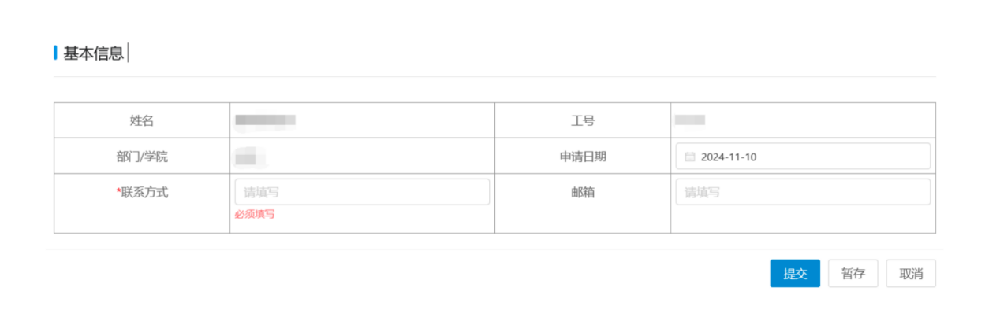 基本信息
姓名 工号
部门/学院 申请日期 2024-11-10
*联系方式 请填写 邮箱 请填写
必须填写
提交 暂存 取消